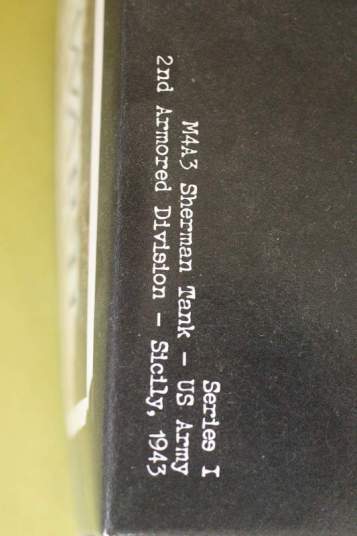 Series I
M4A3 Sherman Tank - US Army
2nd Armored Division - Sicily, 1943